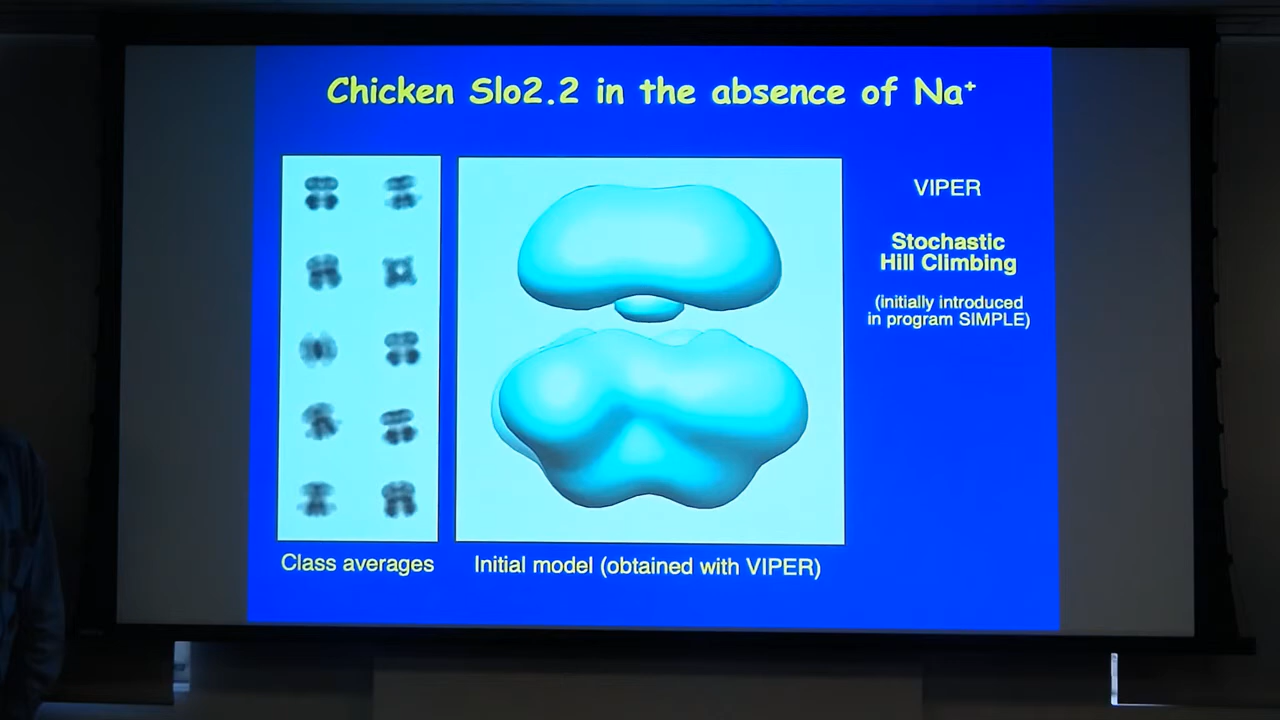 Chicken Slo2.2 in the absence of Na⁺
VIPER
Stochastic
Hill Climbing
(initially introduced
in program SIMPLE)
Class averages
Initial model (obtained with VIPER)